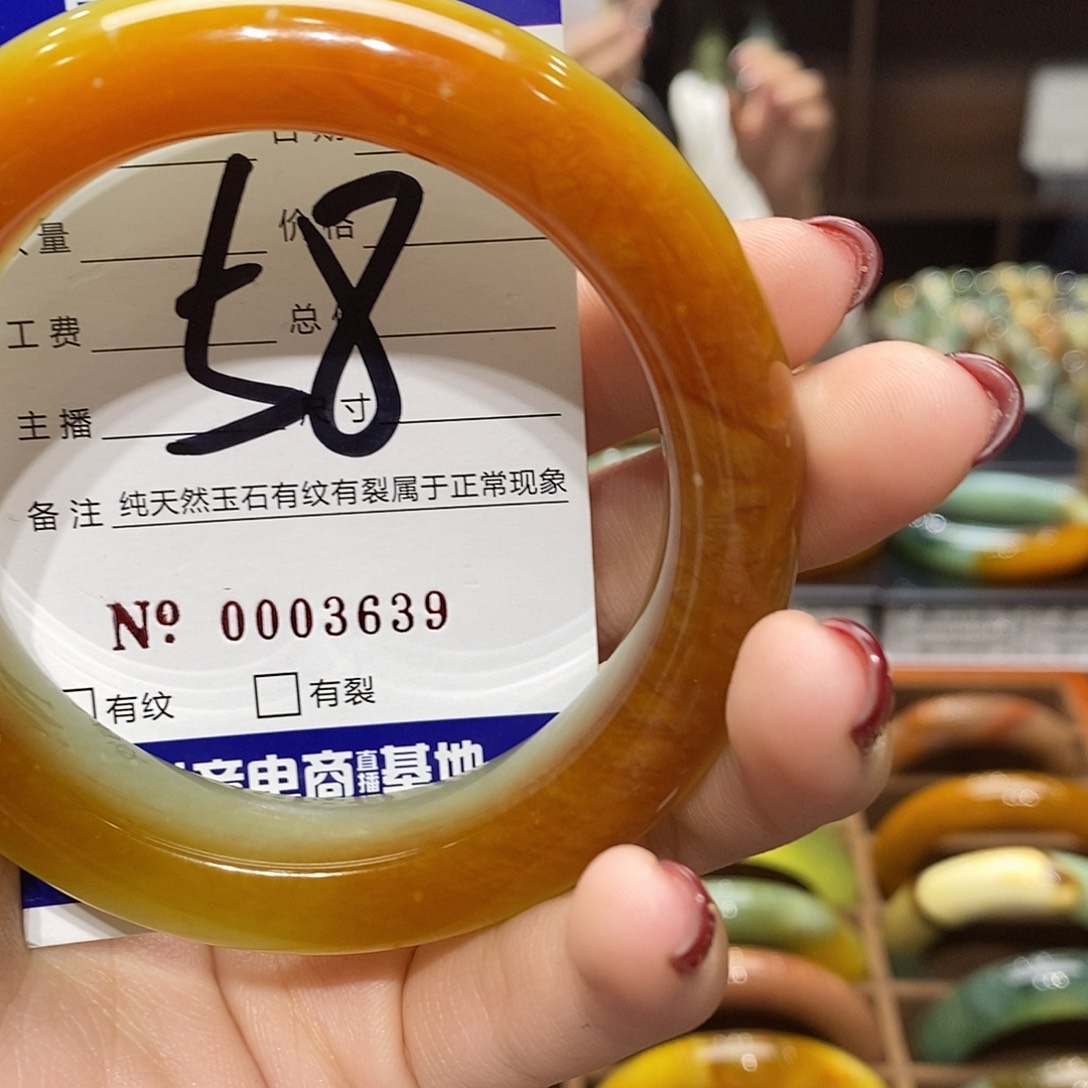 日期
量 价格
58
工费 总
主播 寸
备注 纯天然玉石有纹有裂属于正常现象
Nº 0003639
有纹 有裂
电商直播基地